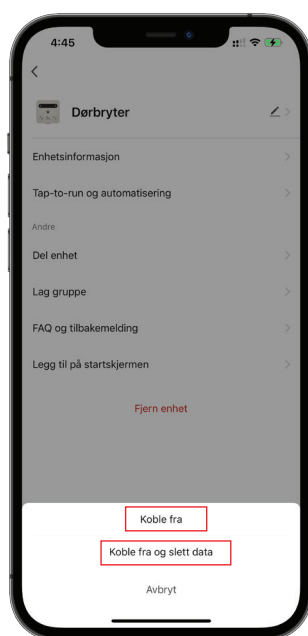 4:45
Dørbryter
Enhetsinformasjon
Tap-to-run og automatisering
Andre
Del enhet
Lag gruppe
FAQ og tilbakemelding
Legg til på startskjermen
Fjern enhet
Koble fra
Koble fra og slett data
Avbryt